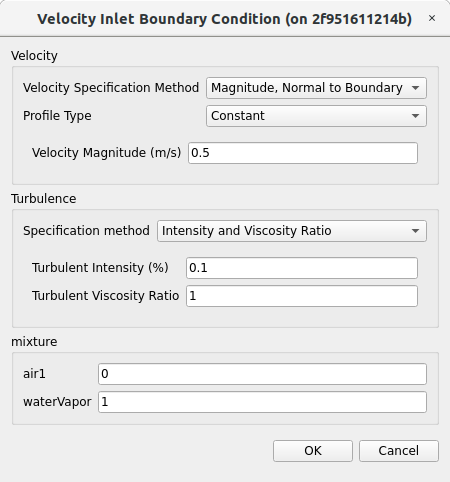 Velocity Inlet Boundary Condition (on 2f951611214b) ×
Velocity
Velocity Specification Method Magnitude, Normal to Boundary
Profile Type Constant
Velocity Magnitude (m/s) 0.5
Turbulence
Specification method Intensity and Viscosity Ratio
Turbulent Intensity (%) 0.1
Turbulent Viscosity Ratio 1
mixture
air1 0
waterVapor 1
OK Cancel